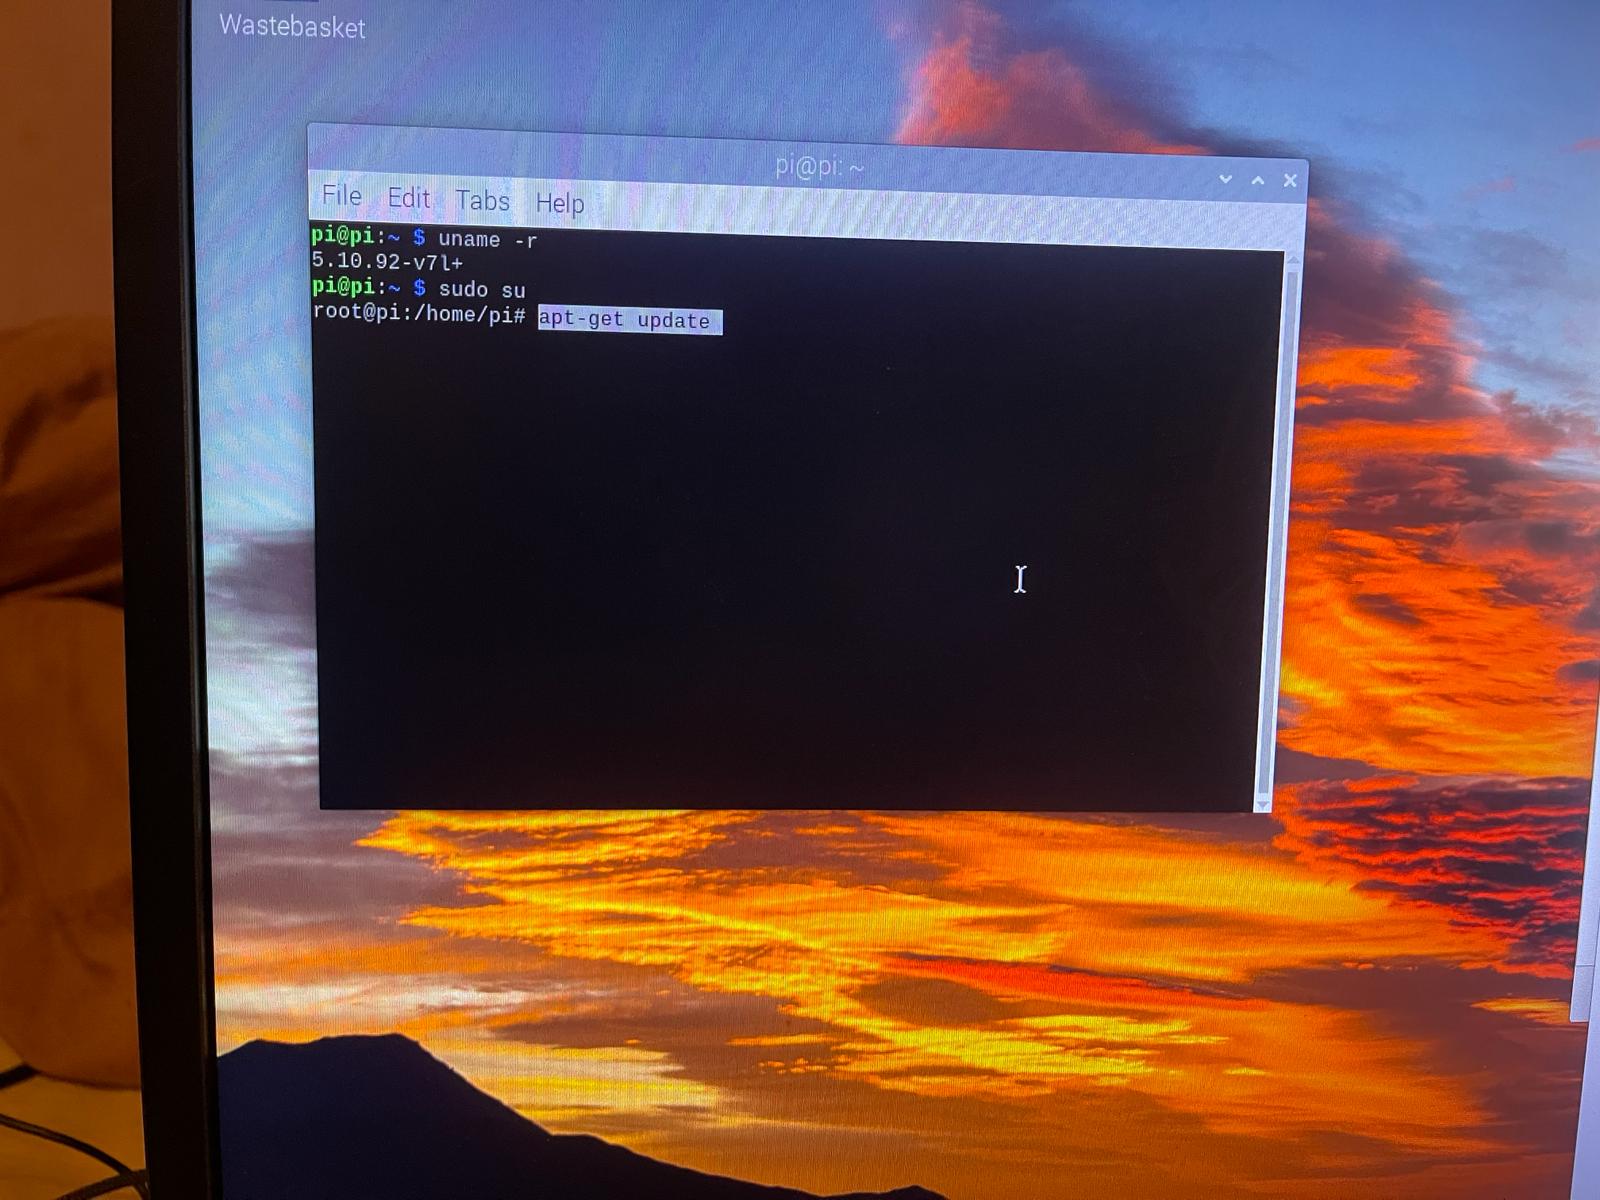 Wastebasket
pi@pi: ~
File Edit Tabs Help
pi@pi:~ $ uname -r
5.10.92-v7l+
pi@pi:~ $ sudo su
root@pi:/home/pi# apt-get update